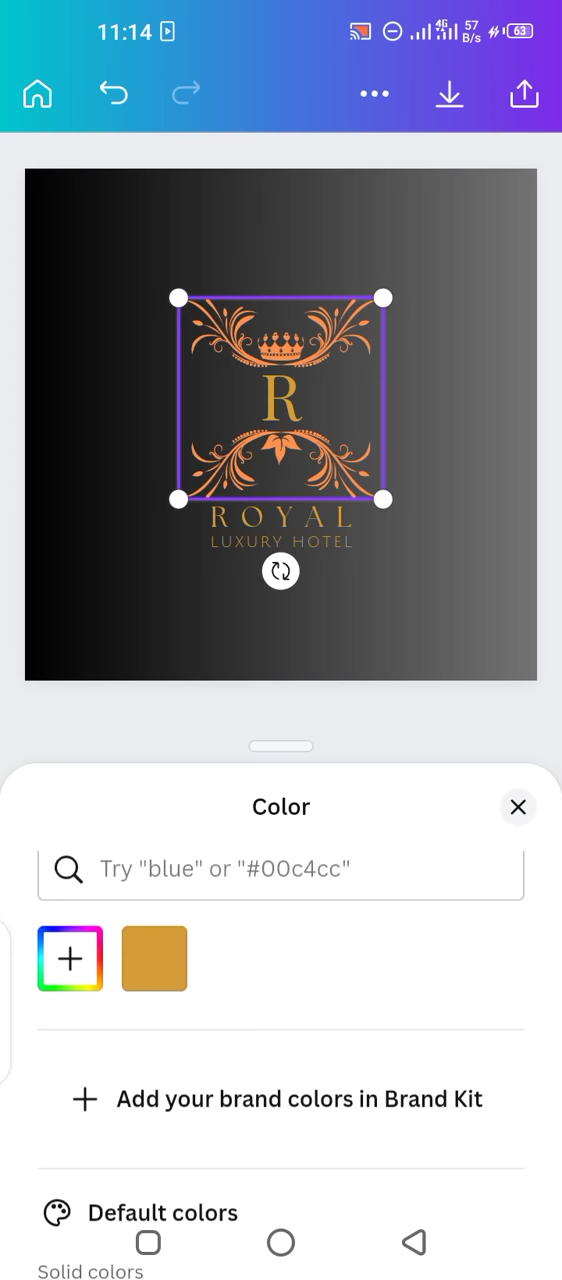 11:14
4G 57 B/s 63
R
ROYAL
LUXURY HOTEL
Color
Try "blue" or "#00c4cc"
Add your brand colors in Brand Kit
Default colors
Solid colors